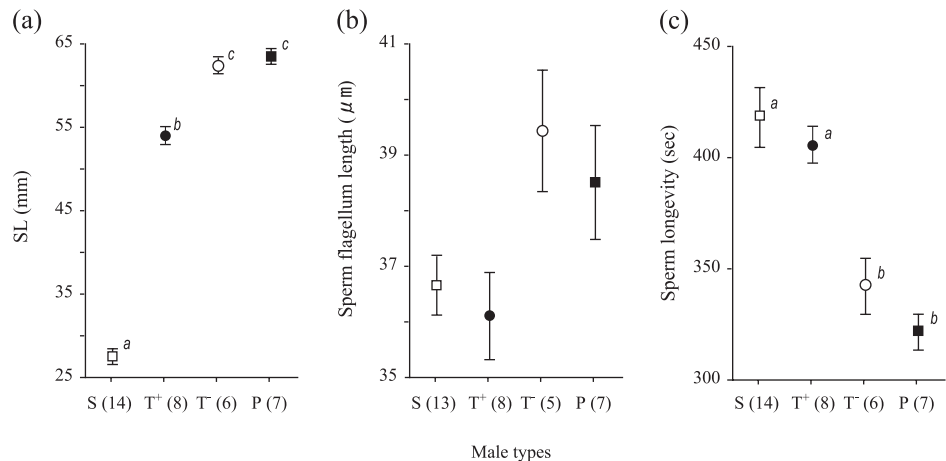 (a)
65
55
45
35
25
SL (mm)
a
b
c
c
S (14) T⁺ (8) T⁻ (6) P (7)
(b)
41
39
37
35
Sperm flagellum length (μm)
S (13) T⁺ (8) T⁻ (5) P (7)
(c)
450
400
350
300
Sperm longevity (sec)
a
a
b
b
S (14) T⁺ (8) T⁻ (6) P (7)
Male types